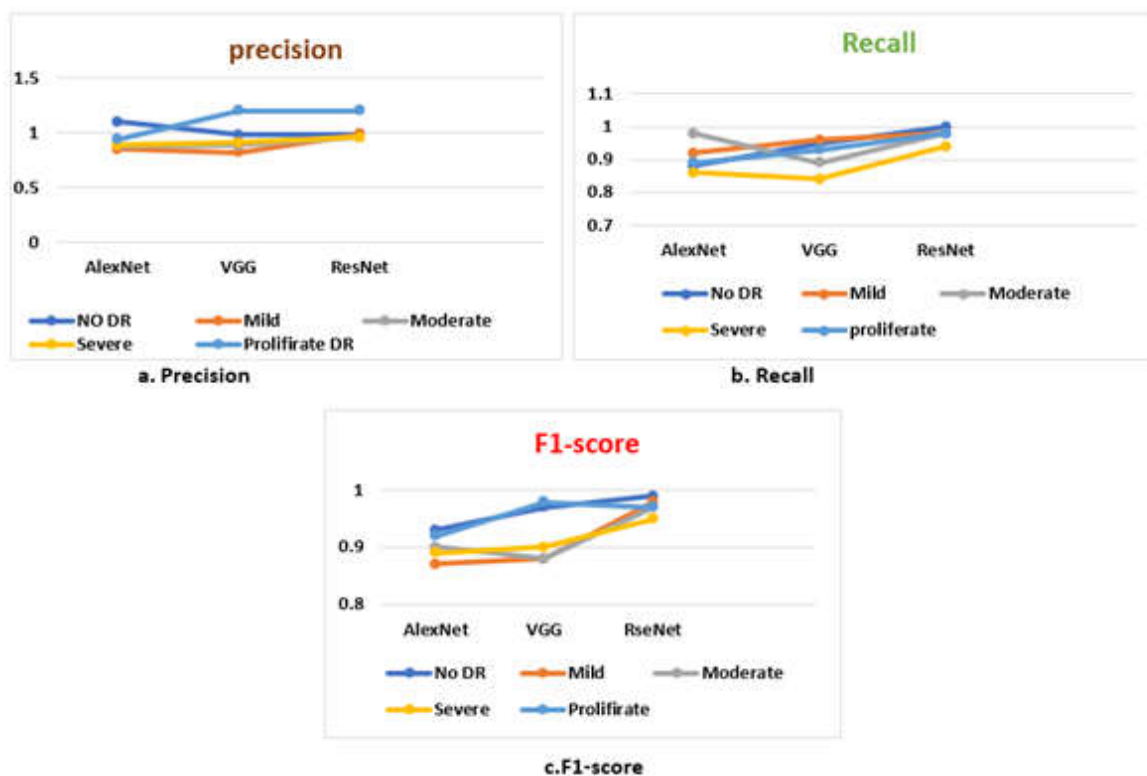 precision
1.5
1
0.5
0
AlexNet VGG ResNet
NO DR Mild Moderate
Severe Prolifirate DR
a. Precision
Recall
1.1
1
0.9
0.8
0.7
AlexNet VGG ResNet
No DR Mild Moderate
Severe proliferate
b. Recall
F1-score
1
0.9
0.8
AlexNet VGG RseNet
No DR Mild Moderate
Severe Prolifirate
c.F1-score